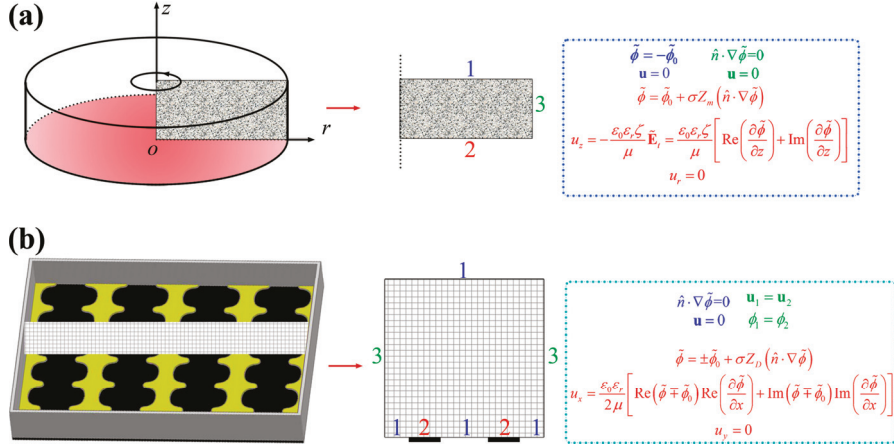 (a)
z
r
o
1
3
2
φ̃ = −φ̃₀ n̂·∇φ̃=0
u = 0 u = 0
φ̃ = φ̃₀ + σZₘ(n̂·∇φ̃)
u_z = −(ε₀ε_rζ/μ)Ẽ_t = (ε₀ε_rζ/μ)[Re(∂φ̃/∂z) + Im(∂φ̃/∂z)]
u_r = 0
(b)
1
3 3
1 2 1 2 1
n̂·∇φ̃=0 u₁ = u₂
u = 0 φ₁ = φ₂
φ̃ = ±φ̃₀ + σZ_D(n̂·∇φ̃)
u_x = (ε₀ε_r/2μ)[Re(φ̃ ∓ φ̃₀)Re(∂φ̃/∂x) + Im(φ̃ ∓ φ̃₀)Im(∂φ̃/∂x)]
u_y = 0